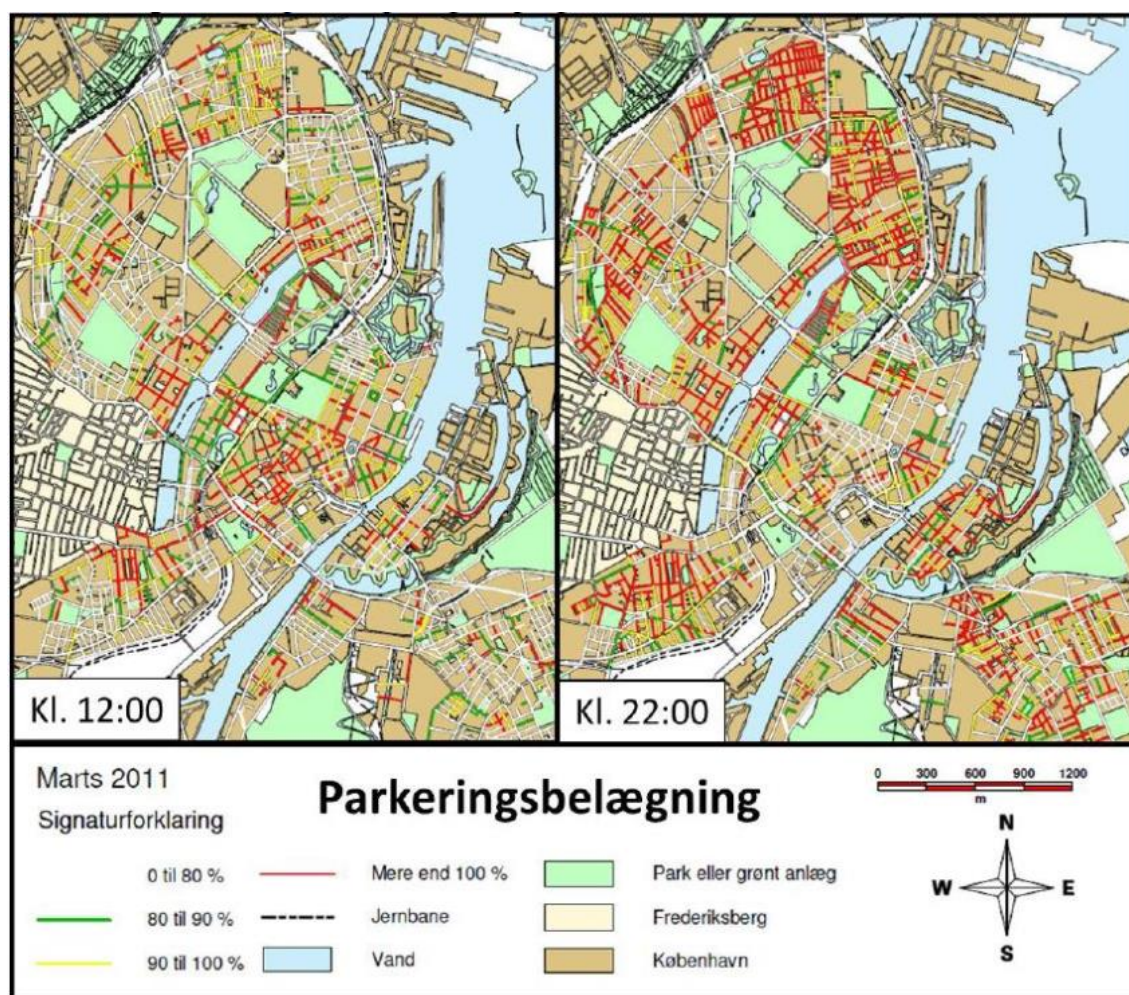 Kl. 12:00
Kl. 22:00
Marts 2011
Signaturforklaring
Parkeringsbelægning
0 300 600 900 1200
m
N
W E
S
0 til 80 %
80 til 90 %
90 til 100 %
Mere end 100 %
Jernbane
Vand
Park eller grønt anlæg
Frederiksberg
København